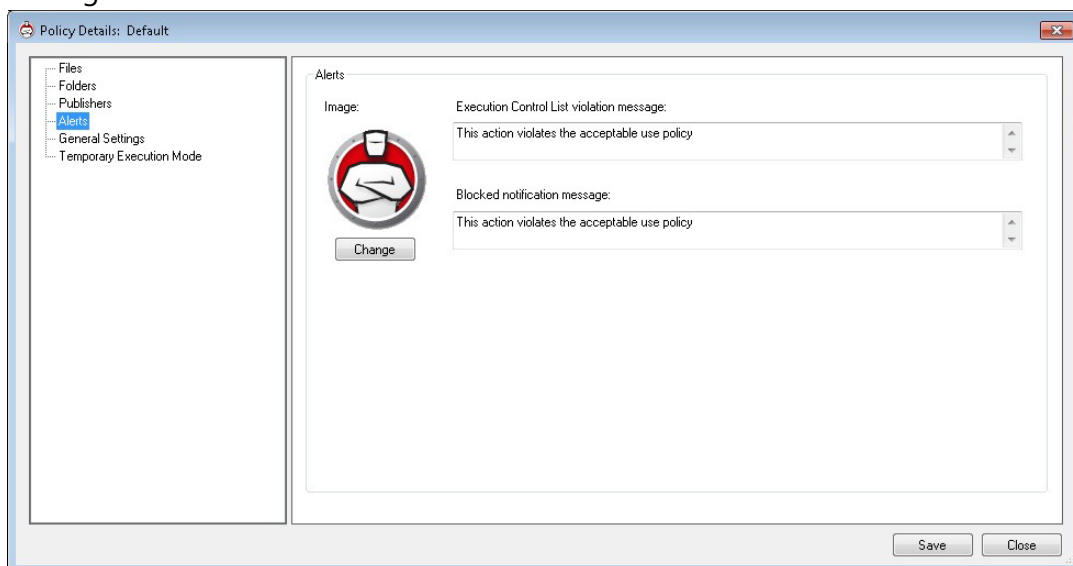 Policy Details: Default
Files
Folders
Publishers
Alerts
General Settings
Temporary Execution Mode
Alerts
Image:
Change
Execution Control List violation message:
This action violates the acceptable use policy
Blocked notification message:
This action violates the acceptable use policy
Save
Close